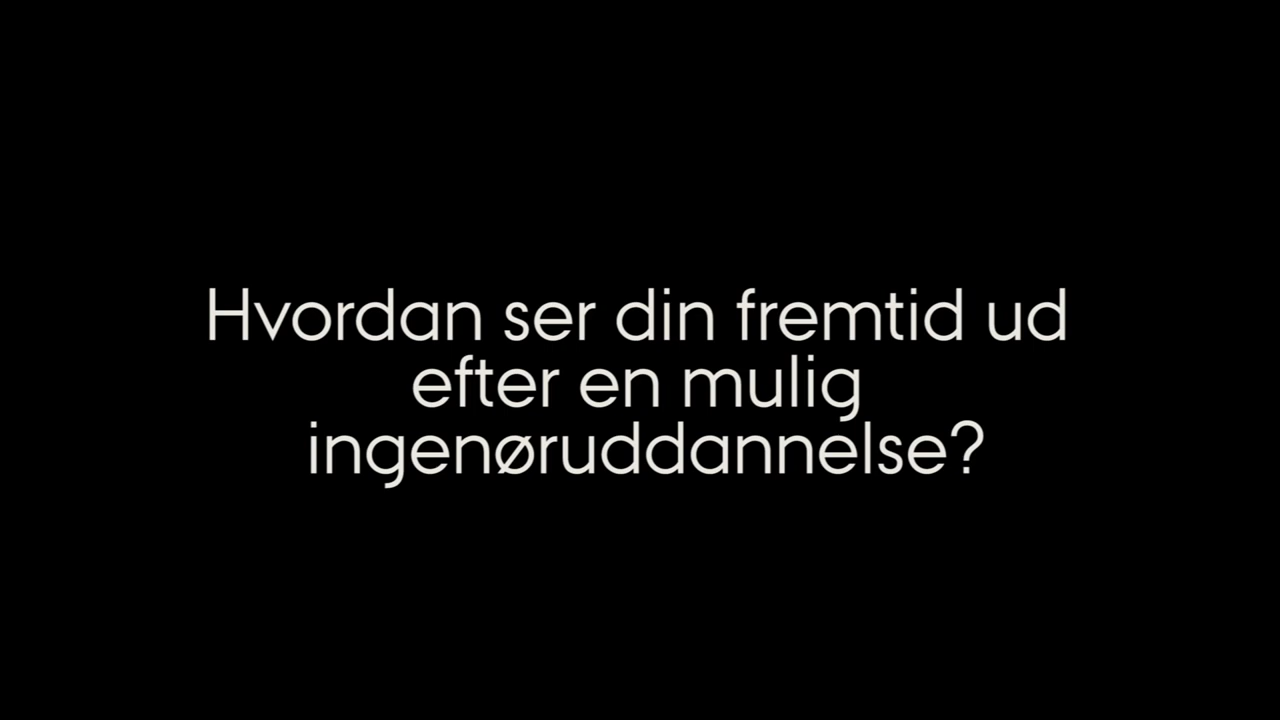 Hvordan ser din fremtid ud
efter en mulig
ingenøruddannelse?